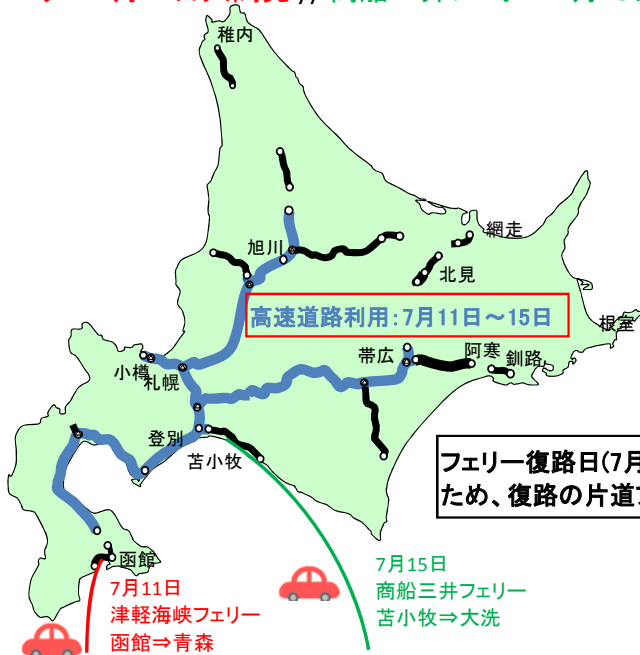 稚内
網走
旭川
北見
高速道路利用:7月11日～15日
根室
阿寒
帯広
釧路
小樽
札幌
登別
苫小牧
フェリー復路日(7月
ため、復路の片道
函館
7月11日
津軽海峡フェリー
函館⇒青森
7月15日
商船三井フェリー
苫小牧⇒大洗